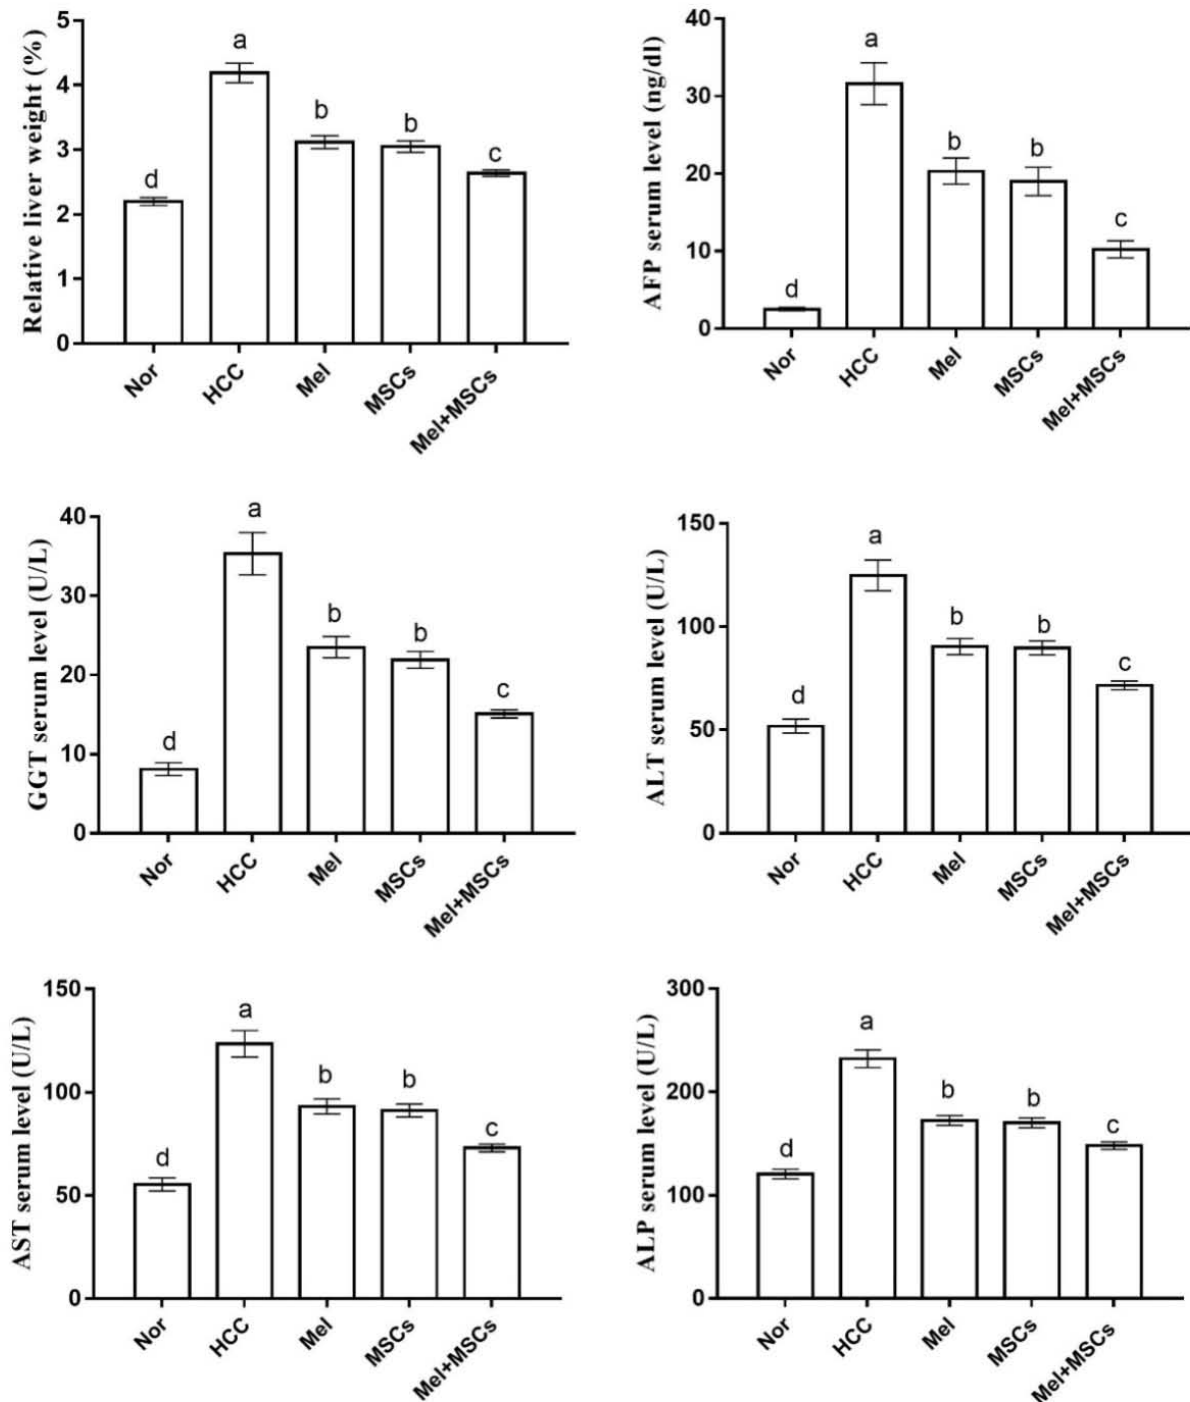 Relative liver weight (%)
5
4
3
2
1
0
d
a
b
b
c
Nor
HCC
Mel
MSCs
Mel+MSCs
AFP serum level (ng/dl)
40
30
20
10
0
d
a
b
b
c
Nor
HCC
Mel
MSCs
Mel+MSCs
GGT serum level (U/L)
40
30
20
10
0
d
a
b
b
c
Nor
HCC
Mel
MSCs
Mel+MSCs
ALT serum level (U/L)
150
100
50
0
d
a
b
b
c
Nor
HCC
Mel
MSCs
Mel+MSCs
AST serum level (U/L)
150
100
50
0
d
a
b
b
c
Nor
HCC
Mel
MSCs
Mel+MSCs
ALP serum level (U/L)
300
200
100
0
d
a
b
b
c
Nor
HCC
Mel
MSCs
Mel+MSCs